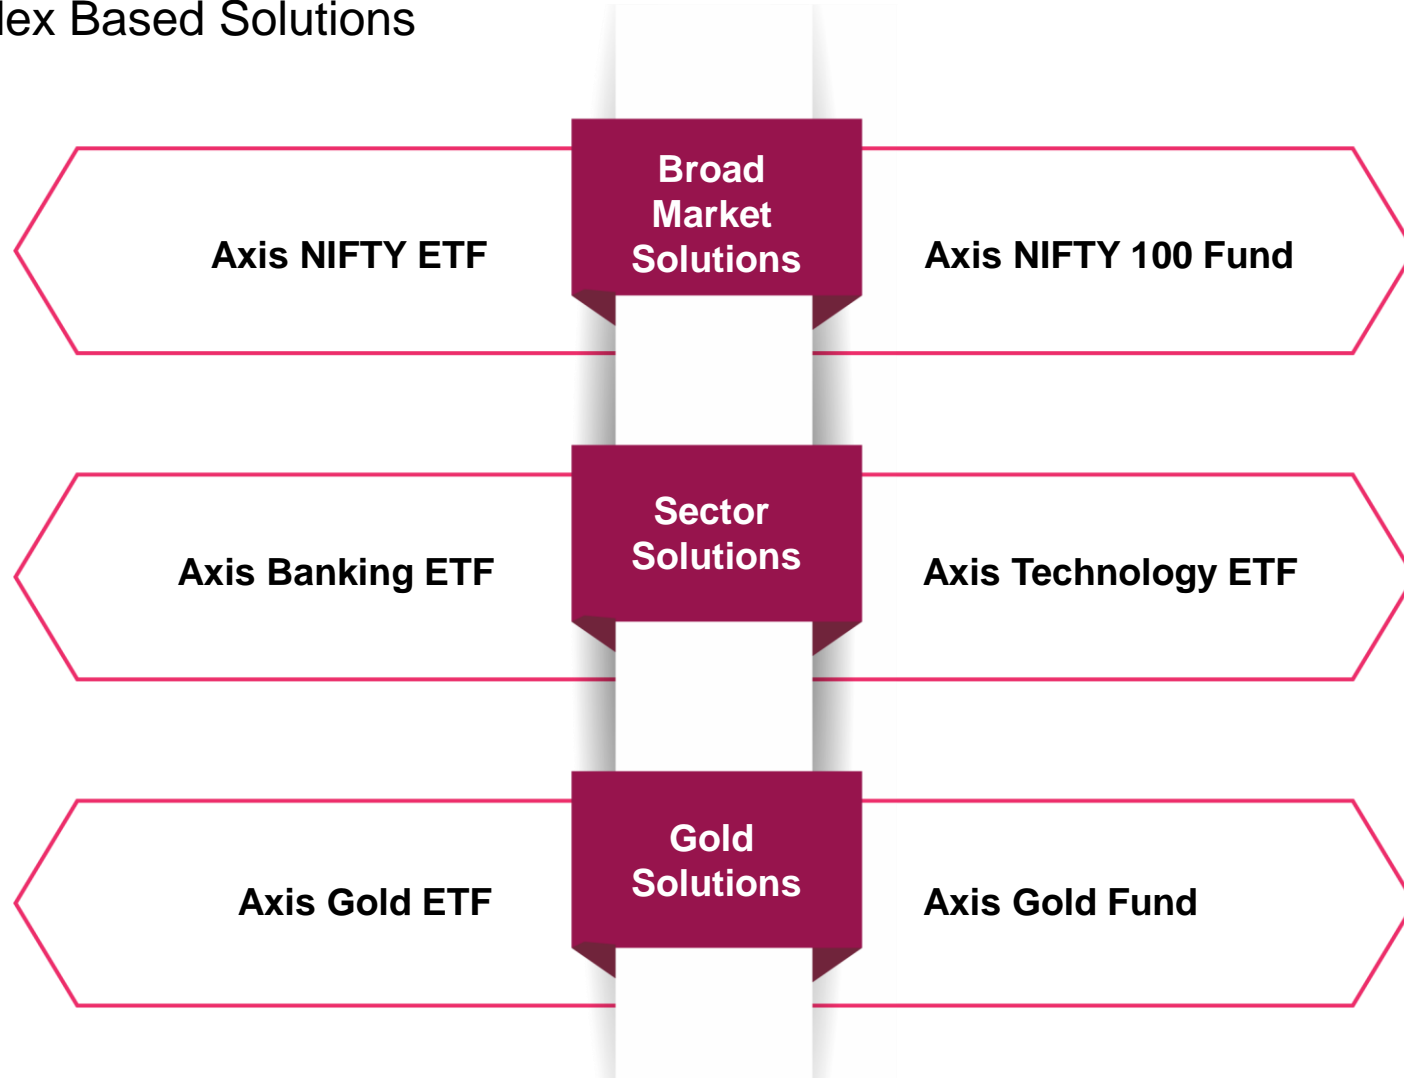 Based Solutions
Broad
Market
Solutions
Axis NIFTY ETF
Axis NIFTY 100 Fund
Sector
Solutions
Axis Banking ETF
Axis Technology ETF
Gold
Solutions
Axis Gold ETF
Axis Gold Fund